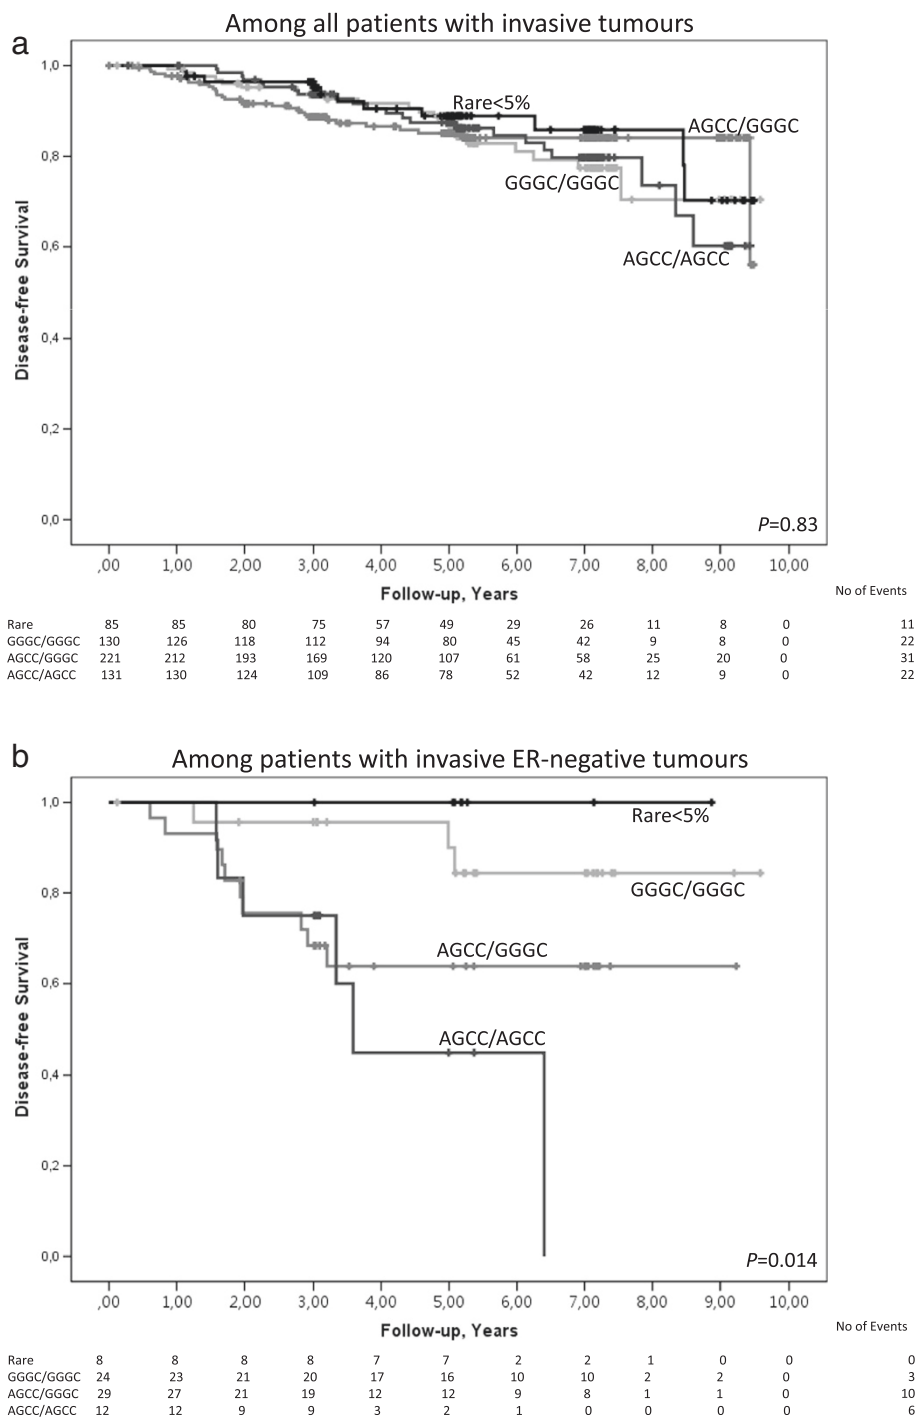 Among all patients with invasive tumours
a
1,0
0,8
0,6
0,4
0,2
0,0
Disease-free Survival
Rare<5%
AGCC/GGGC
GGGC/GGGC
AGCC/AGCC
P=0.83
,00 1,00 2,00 3,00 4,00 5,00 6,00 7,00 8,00 9,00 10,00
Follow-up, Years
No of Events
Rare 85 85 80 75 57 49 29 26 11 8 0 11
GGGC/GGGC 130 126 118 112 94 80 45 42 9 8 0 22
AGCC/GGGC 221 212 193 169 120 107 61 58 25 20 0 31
AGCC/AGCC 131 130 124 109 86 78 52 42 12 9 0 22
b
Among patients with invasive ER-negative tumours
1,0
0,8
0,6
0,4
0,2
0,0
Disease-free Survival
Rare<5%
GGGC/GGGC
AGCC/GGGC
AGCC/AGCC
P=0.014
,00 1,00 2,00 3,00 4,00 5,00 6,00 7,00 8,00 9,00 10,00
Follow-up, Years
No of Events
Rare 8 8 8 8 7 7 2 2 1 0 0 0
GGGC/GGGC 24 23 21 20 17 16 10 10 2 2 0 3
AGCC/GGGC 29 27 21 19 12 12 9 8 1 1 0 10
AGCC/AGCC 12 12 9 9 3 2 1 0 0 0 0 6